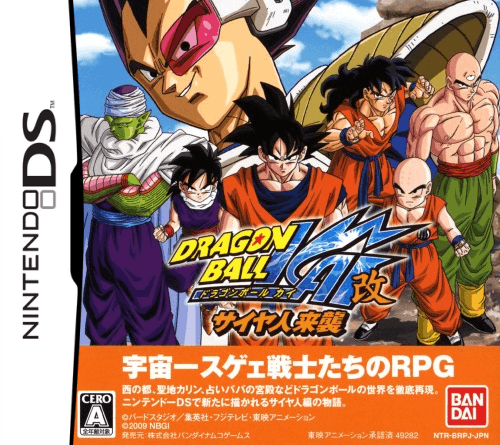 NINTENDO DS™
DRAGON
BALL
KAI 改
ドラゴンボール カイ
サイヤ人来襲
宇宙一スゲェ戦士たちのRPG
西の都、聖地カリン、占いババの宮殿などドラゴンボールの世界を徹底再現。
ニンテンドーDSで新たに描かれるサイヤ人編の物語。
©バードスタジオ/集英社・フジテレビ・東映アニメーション
©2009 NBGI
発売元:株式会社バンダイナムコゲームス 東映アニメーション承認済 49282
CERO
A
全年齢対象
BAN
DAI
NTR-BRPJ-JPN